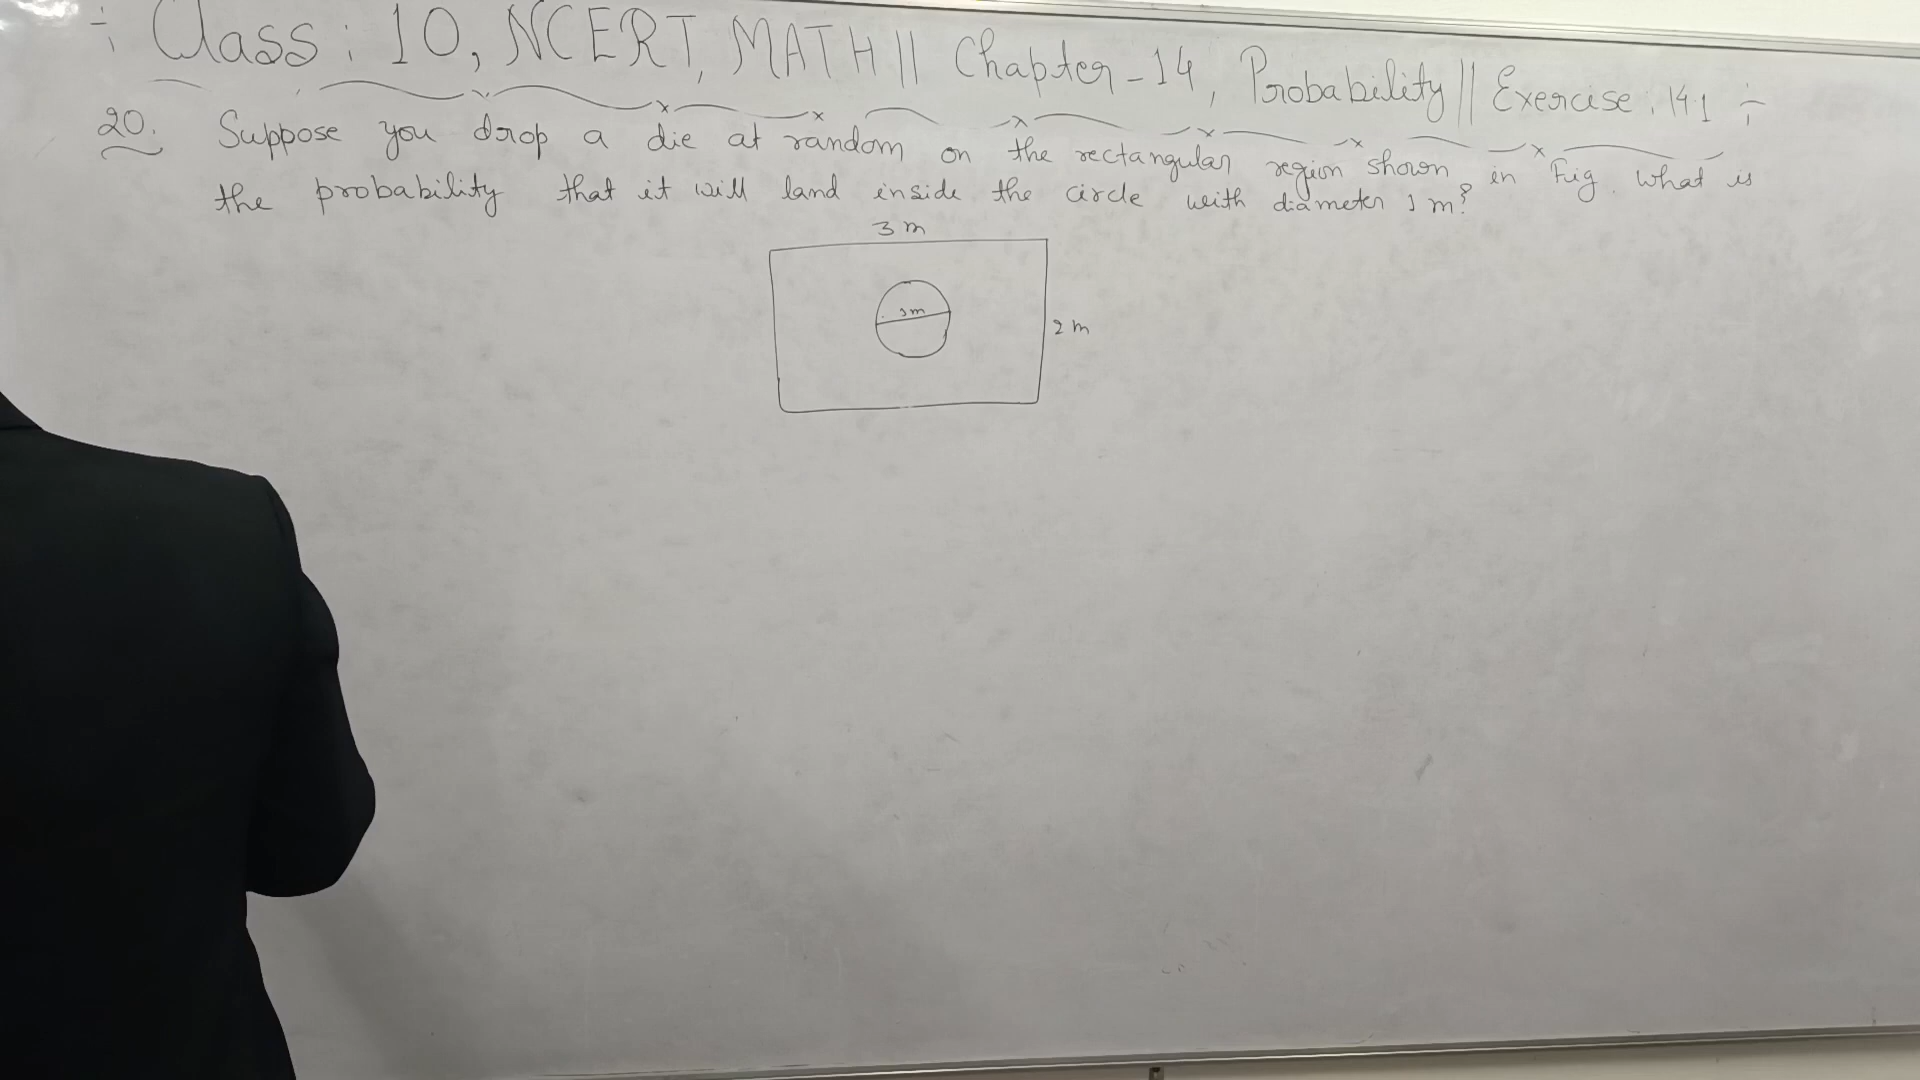 ÷ Class : 10, NCERT, MATH || Chapter - 14, Probability || Exercise : 14.1 ÷
20. Suppose you drop a die at random on the rectangular region shown in Fig. What is
the probability that it will land inside the circle with diameter 1 m?
3 m
1m
2 m